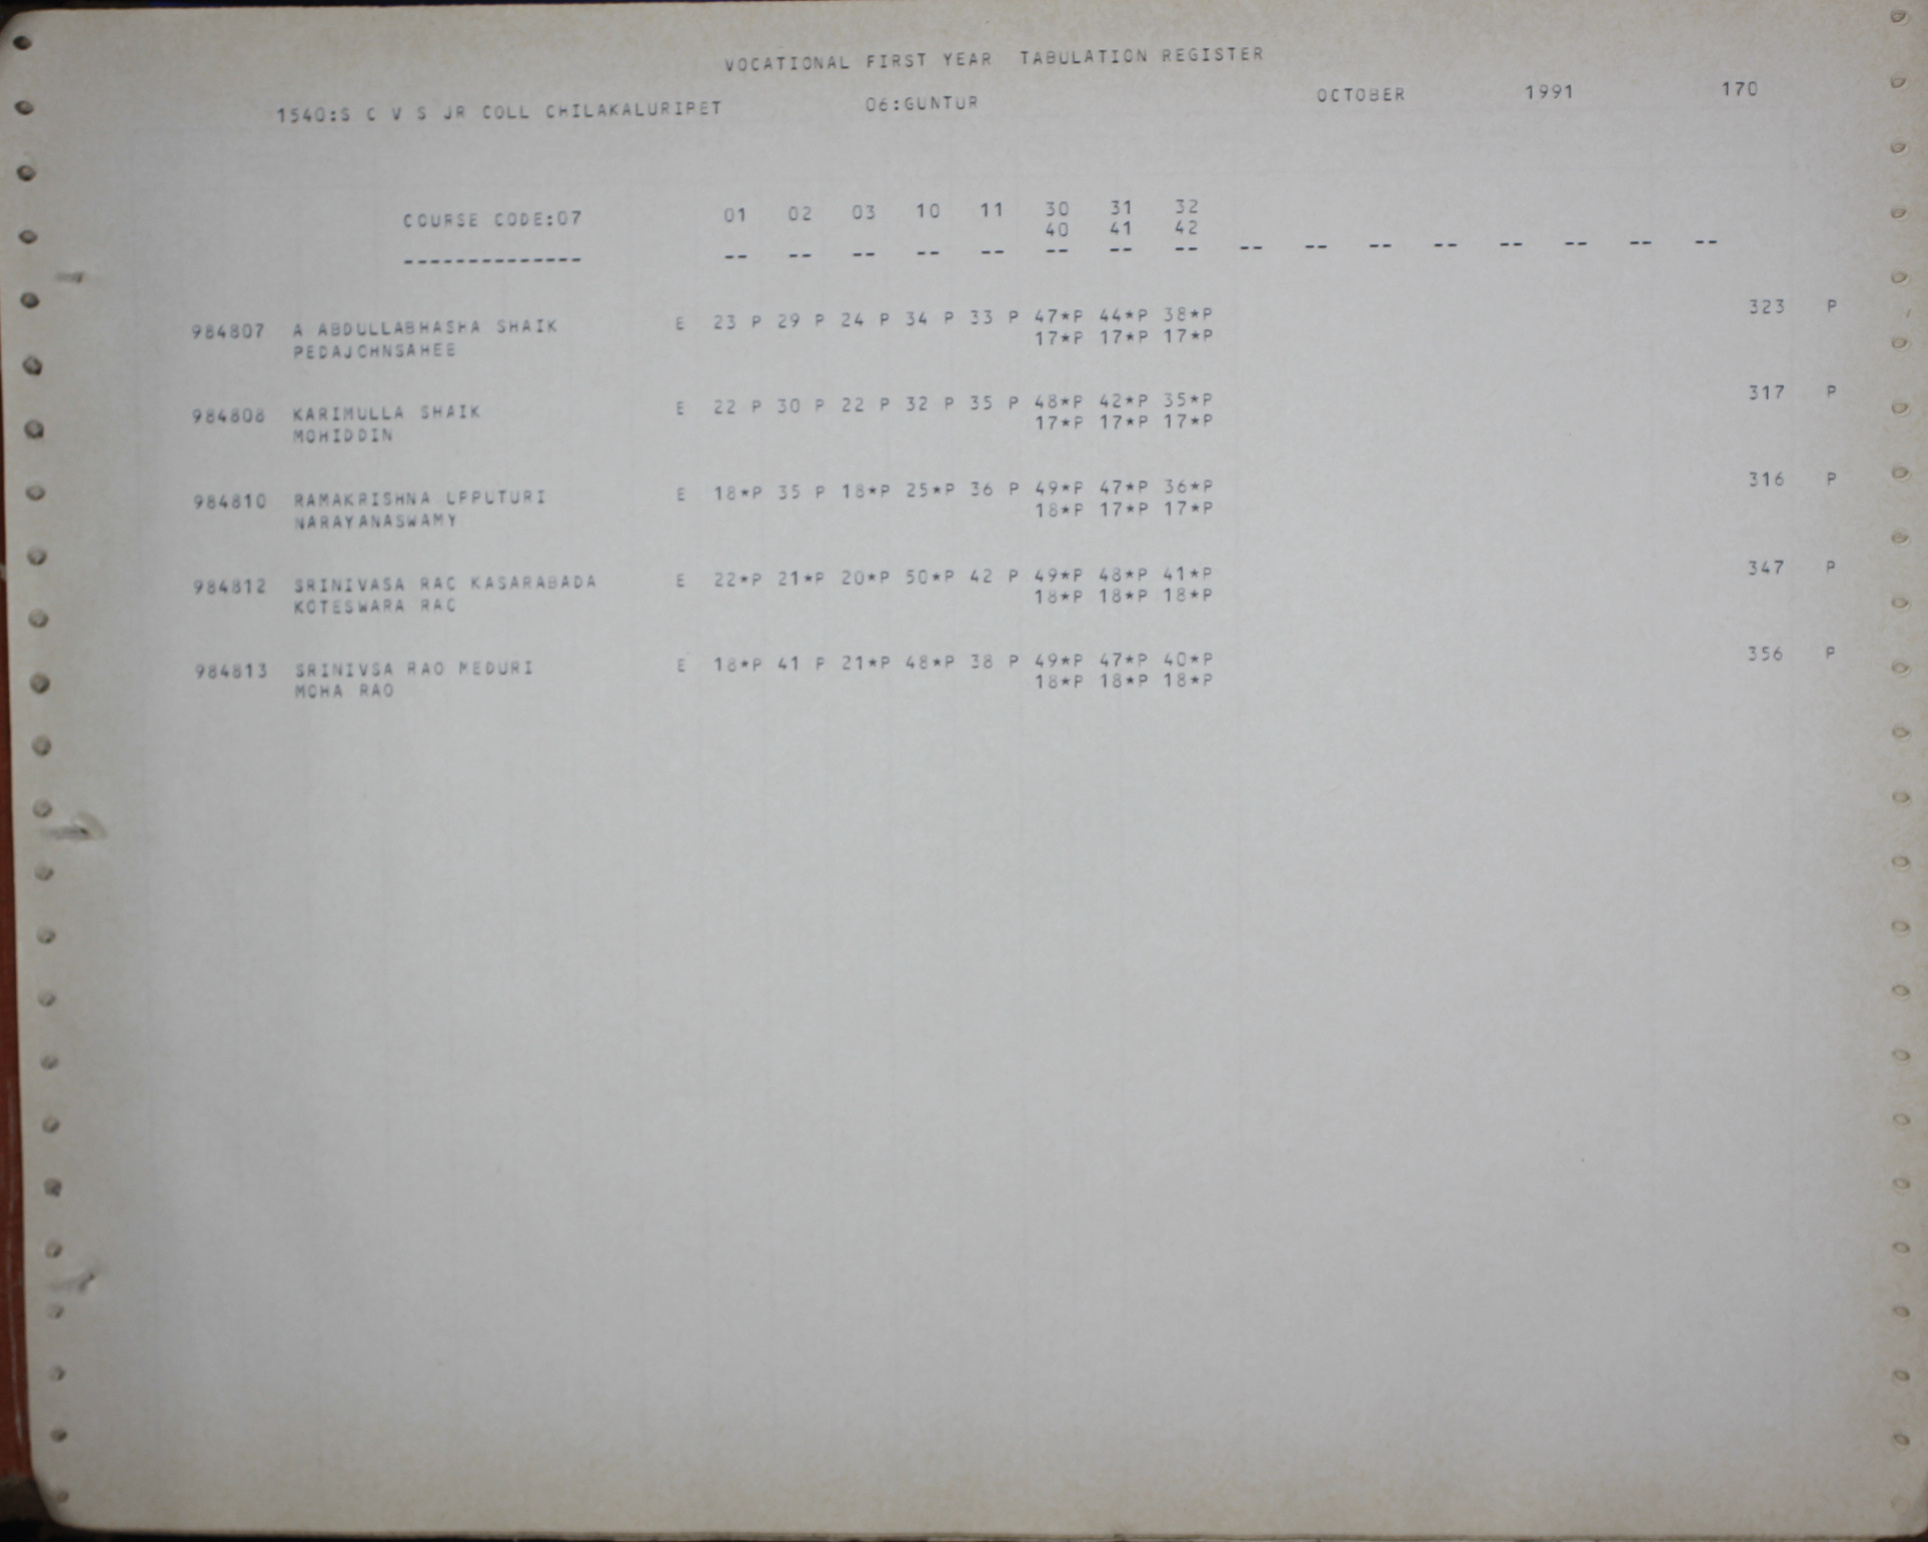 VOCATIONAL FIRST YEAR TABULATION REGISTER
1540:S C V S JR COLL CHILAKALURIPET 06:GUNTUR OCTOBER 1991 170
COURSE CODE:07 01 02 03 10 11 30 31 32
40 41 42
-------------- -- -- -- -- -- -- -- -- -- -- -- -- -- -- -- --
984807 A ABDULLABHASHA SHAIK E 23 P 29 P 24 P 34 P 33 P 47*P 44*P 38*P 323 P
PEDAJOHNSAHEE 17*P 17*P 17*P
984808 KARIMULLA SHAIK E 22 P 30 P 22 P 32 P 35 P 48*P 42*P 35*P 317 P
MOHIDDIN 17*P 17*P 17*P
984810 RAMAKRISHNA UPPUTURI E 18*P 35 P 18*P 25*P 36 P 49*P 47*P 36*P 316 P
NARAYANASWAMY 18*P 17*P 17*P
984812 SRINIVASA RAO KASARABADA E 22*P 21*P 20*P 50*P 42 P 49*P 48*P 41*P 347 P
KOTESWARA RAO 18*P 18*P 18*P
984813 SRINIVSA RAO MEDURI E 18*P 41 P 21*P 48*P 38 P 49*P 47*P 40*P 356 P
MOHA RAO 18*P 18*P 18*P